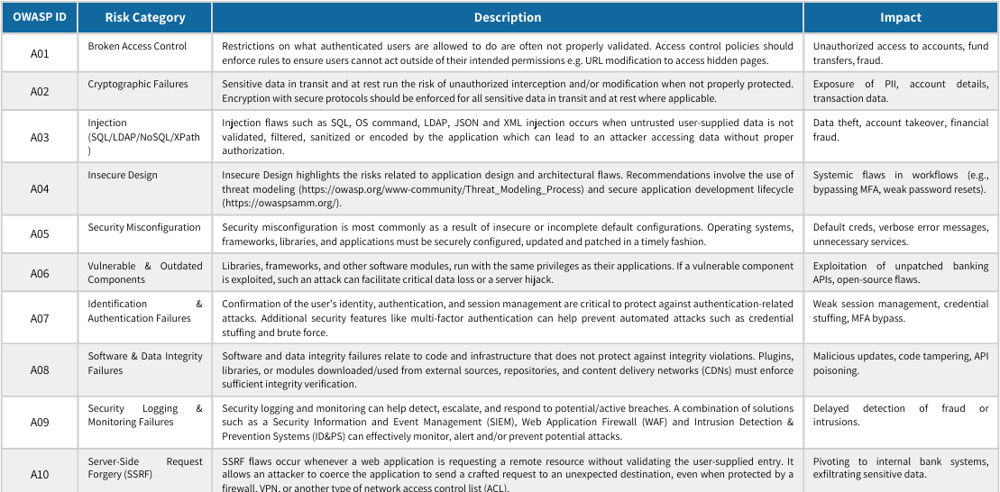 OWASP ID Risk Category Description Impact
A01
Broken Access Control
Restrictions on what authenticated users are allowed to do are often not properly validated. Access control policies should
enforce rules to ensure users cannot act outside of their intended permissions e.g. URL modification to access hidden pages.
Unauthorized access to accounts, fund
transfers, fraud.
A02
Cryptographic Failures
Sensitive data in transit and at rest run the risk of unauthorized interception and/or modification when not properly protected.
Encryption with secure protocols should be enforced for all sensitive data in transit and at rest where applicable.
Exposure of PII, account details,
transaction data.
A03
Injection
(SQL/LDAP/NoSQL/XPath
)
Injection flaws such as SQL, OS command, LDAP, JSON and XML injection occurs when untrusted user-supplied data is not
validated, filtered, sanitized or encoded by the application which can lead to an attacker accessing data without proper
authorization.
Data theft, account takeover, financial
fraud.
A04
Insecure Design
Insecure Design highlights the risks related to application design and architectural flaws. Recommendations involve the use of
threat modeling (https://owasp.org/www-community/Threat_Modeling_Process) and secure application development lifecycle
(https://owaspsamm.org/).
Systemic flaws in workflows (e.g.,
bypassing MFA, weak password resets).
A05
Security Misconfiguration
Security misconfiguration is most commonly as a result of insecure or incomplete default configurations. Operating systems,
frameworks, libraries, and applications must be securely configured, updated and patched in a timely fashion.
Default creds, verbose error messages,
unnecessary services.
A06
Vulnerable & Outdated
Components
Libraries, frameworks, and other software modules, run with the same privileges as their applications. If a vulnerable component
is exploited, such an attack can facilitate critical data loss or a server hijack.
Exploitation of unpatched banking
APIs, open-source flaws.
A07
Identification &
Authentication Failures
Confirmation of the user's identity, authentication, and session management are critical to protect against authentication-related
attacks. Additional security features like multi-factor authentication can help prevent automated attacks such as credential
stuffing and brute force.
Weak session management, credential
stuffing, MFA bypass.
A08
Software & Data Integrity
Failures
Software and data integrity failures relate to code and infrastructure that does not protect against integrity violations. Plugins,
libraries, or modules downloaded/used from external sources, repositories, and content delivery networks (CDNs) must enforce
sufficient integrity verification.
Malicious updates, code tampering, API
poisoning.
A09
Security Logging &
Monitoring Failures
Security logging and monitoring can help detect, escalate, and respond to potential/active breaches. A combination of solutions
such as a Security Information and Event Management (SIEM), Web Application Firewall (WAF) and Intrusion Detection &
Prevention Systems (ID&PS) can effectively monitor, alert and/or prevent potential attacks.
Delayed detection of fraud or
intrusions.
A10
Server-Side Request
Forgery (SSRF)
SSRF flaws occur whenever a web application is requesting a remote resource without validating the user-supplied entry. It
allows an attacker to coerce the application to send a crafted request to an unexpected destination, even when protected by a
firewall, VPN, or another type of network access control list (ACL).
Pivoting to internal bank systems,
exfiltrating sensitive data.